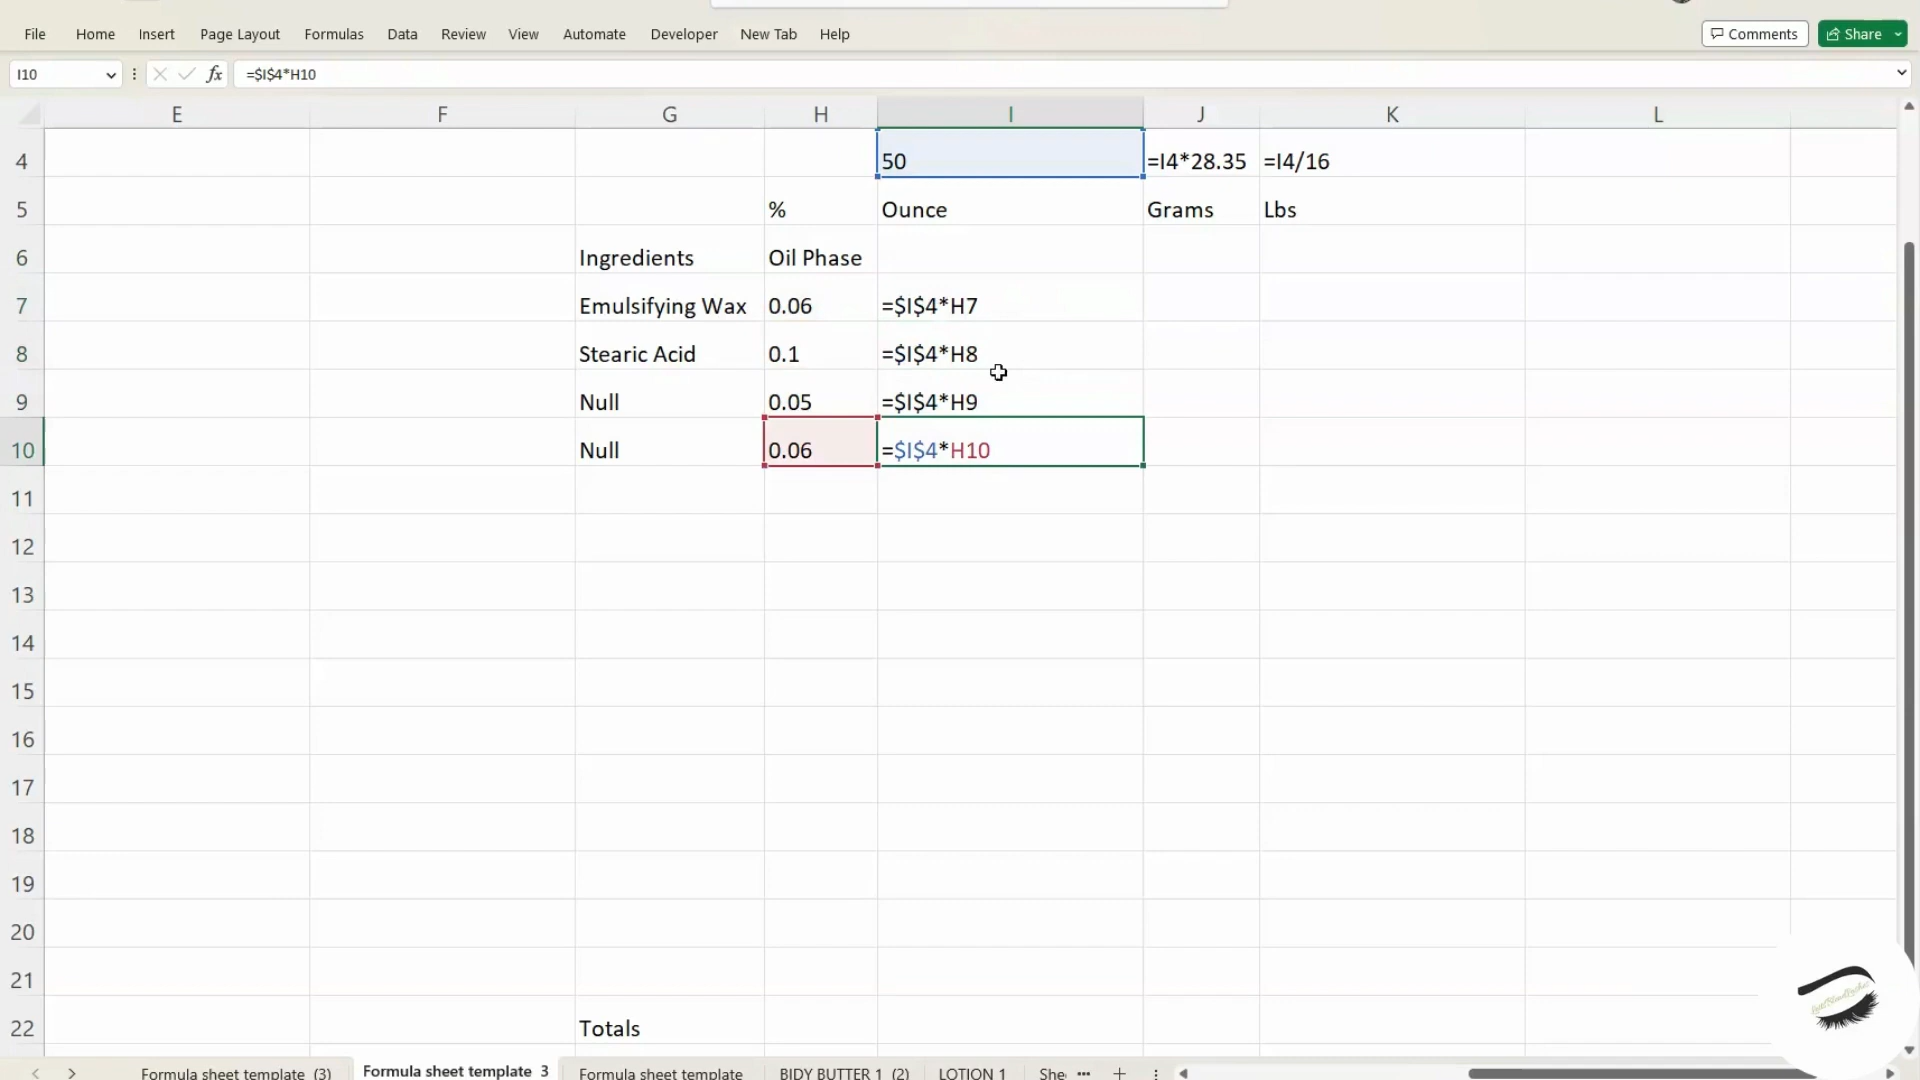 File Home Insert Page Layout Formulas Data Review View Automate Developer New Tab Help Comments Share
I10 fx =$I$4*H10
E F G H I J K L
4 50 =I4*28.35 =I4/16
5 % Ounce Grams Lbs
6 Ingredients Oil Phase
7 Emulsifying Wax 0.06 =$I$4*H7
8 Stearic Acid 0.1 =$I$4*H8
9 Null 0.05 =$I$4*H9
10 Null 0.06 =$I$4*H10
11
12
13
14
15
16
17
18
19
20
21
22 Totals
Formula sheet template (3) Formula sheet template 3 Formula sheet template BIDY BUTTER 1 (2) LOTION 1 She